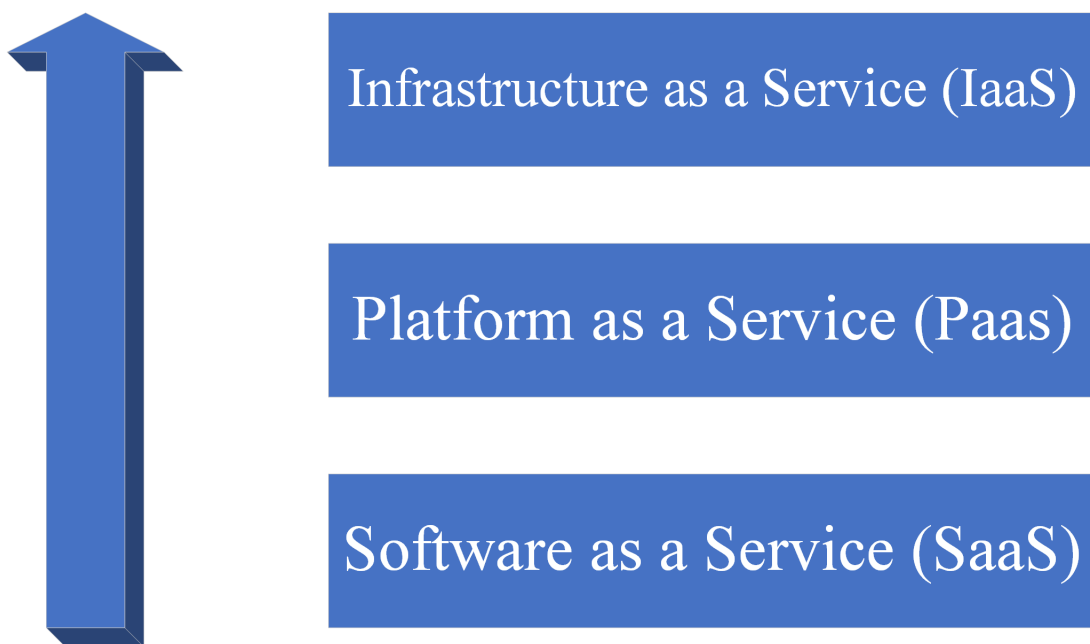 Infrastructure as a Service (IaaS)
Platform as a Service (Paas)
Software as a Service (SaaS)